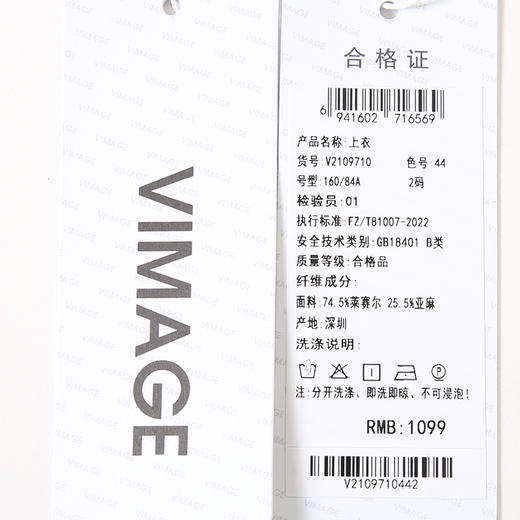 VIMAGE
合格证
6 941602 716569
产品名称:上衣
货号:V2109710 色号:44
号型:160/84A 2码
检验员:01
执行标准:FZ/T81007-2022
安全技术类别:GB18401 B类
质量等级:合格品
纤维成分:
面料:74.5%莱赛尔 25.5%亚麻
产地:深圳
洗涤说明:
注:分开洗涤、即洗即晾、不可浸泡!
RMB:1099
V2109710442